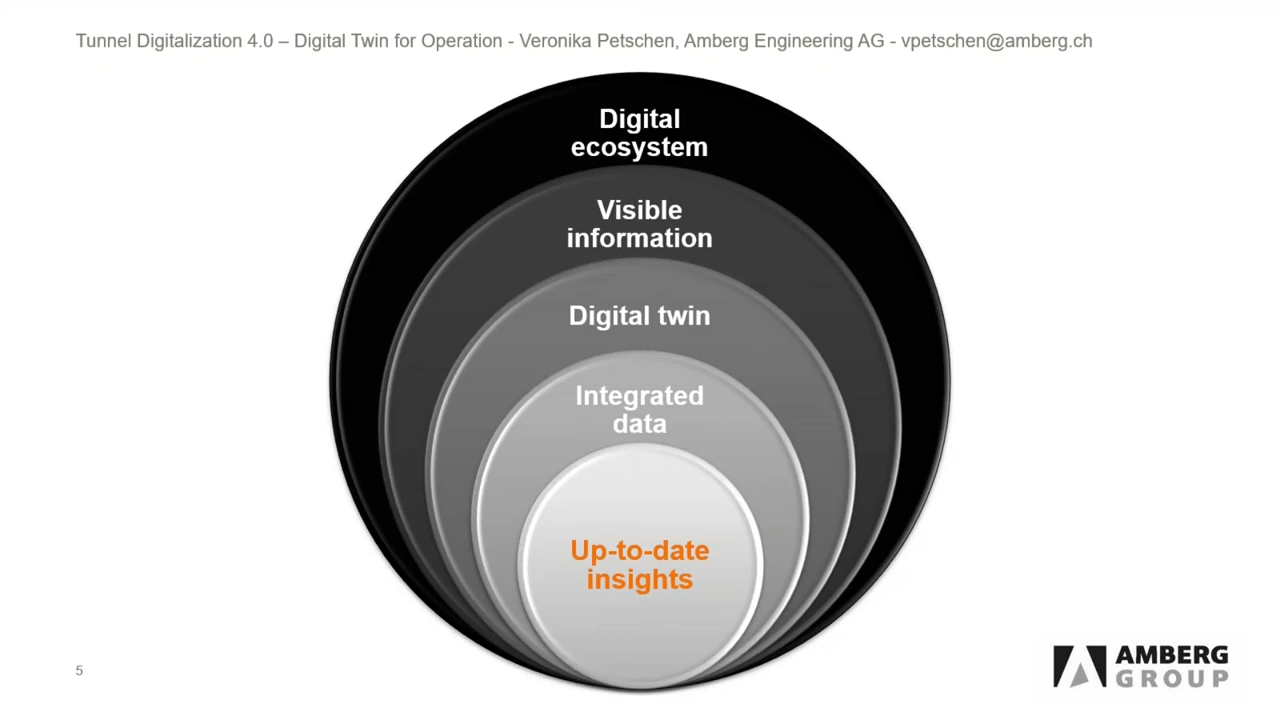 Tunnel Digitalization 4.0 – Digital Twin for Operation - Veronika Petschen, Amberg Engineering AG - vpetschen@amberg.ch
Digital
ecosystem
Visible
information
Digital twin
Integrated
data
Up-to-date
insights
5
AMBERG
GROUP